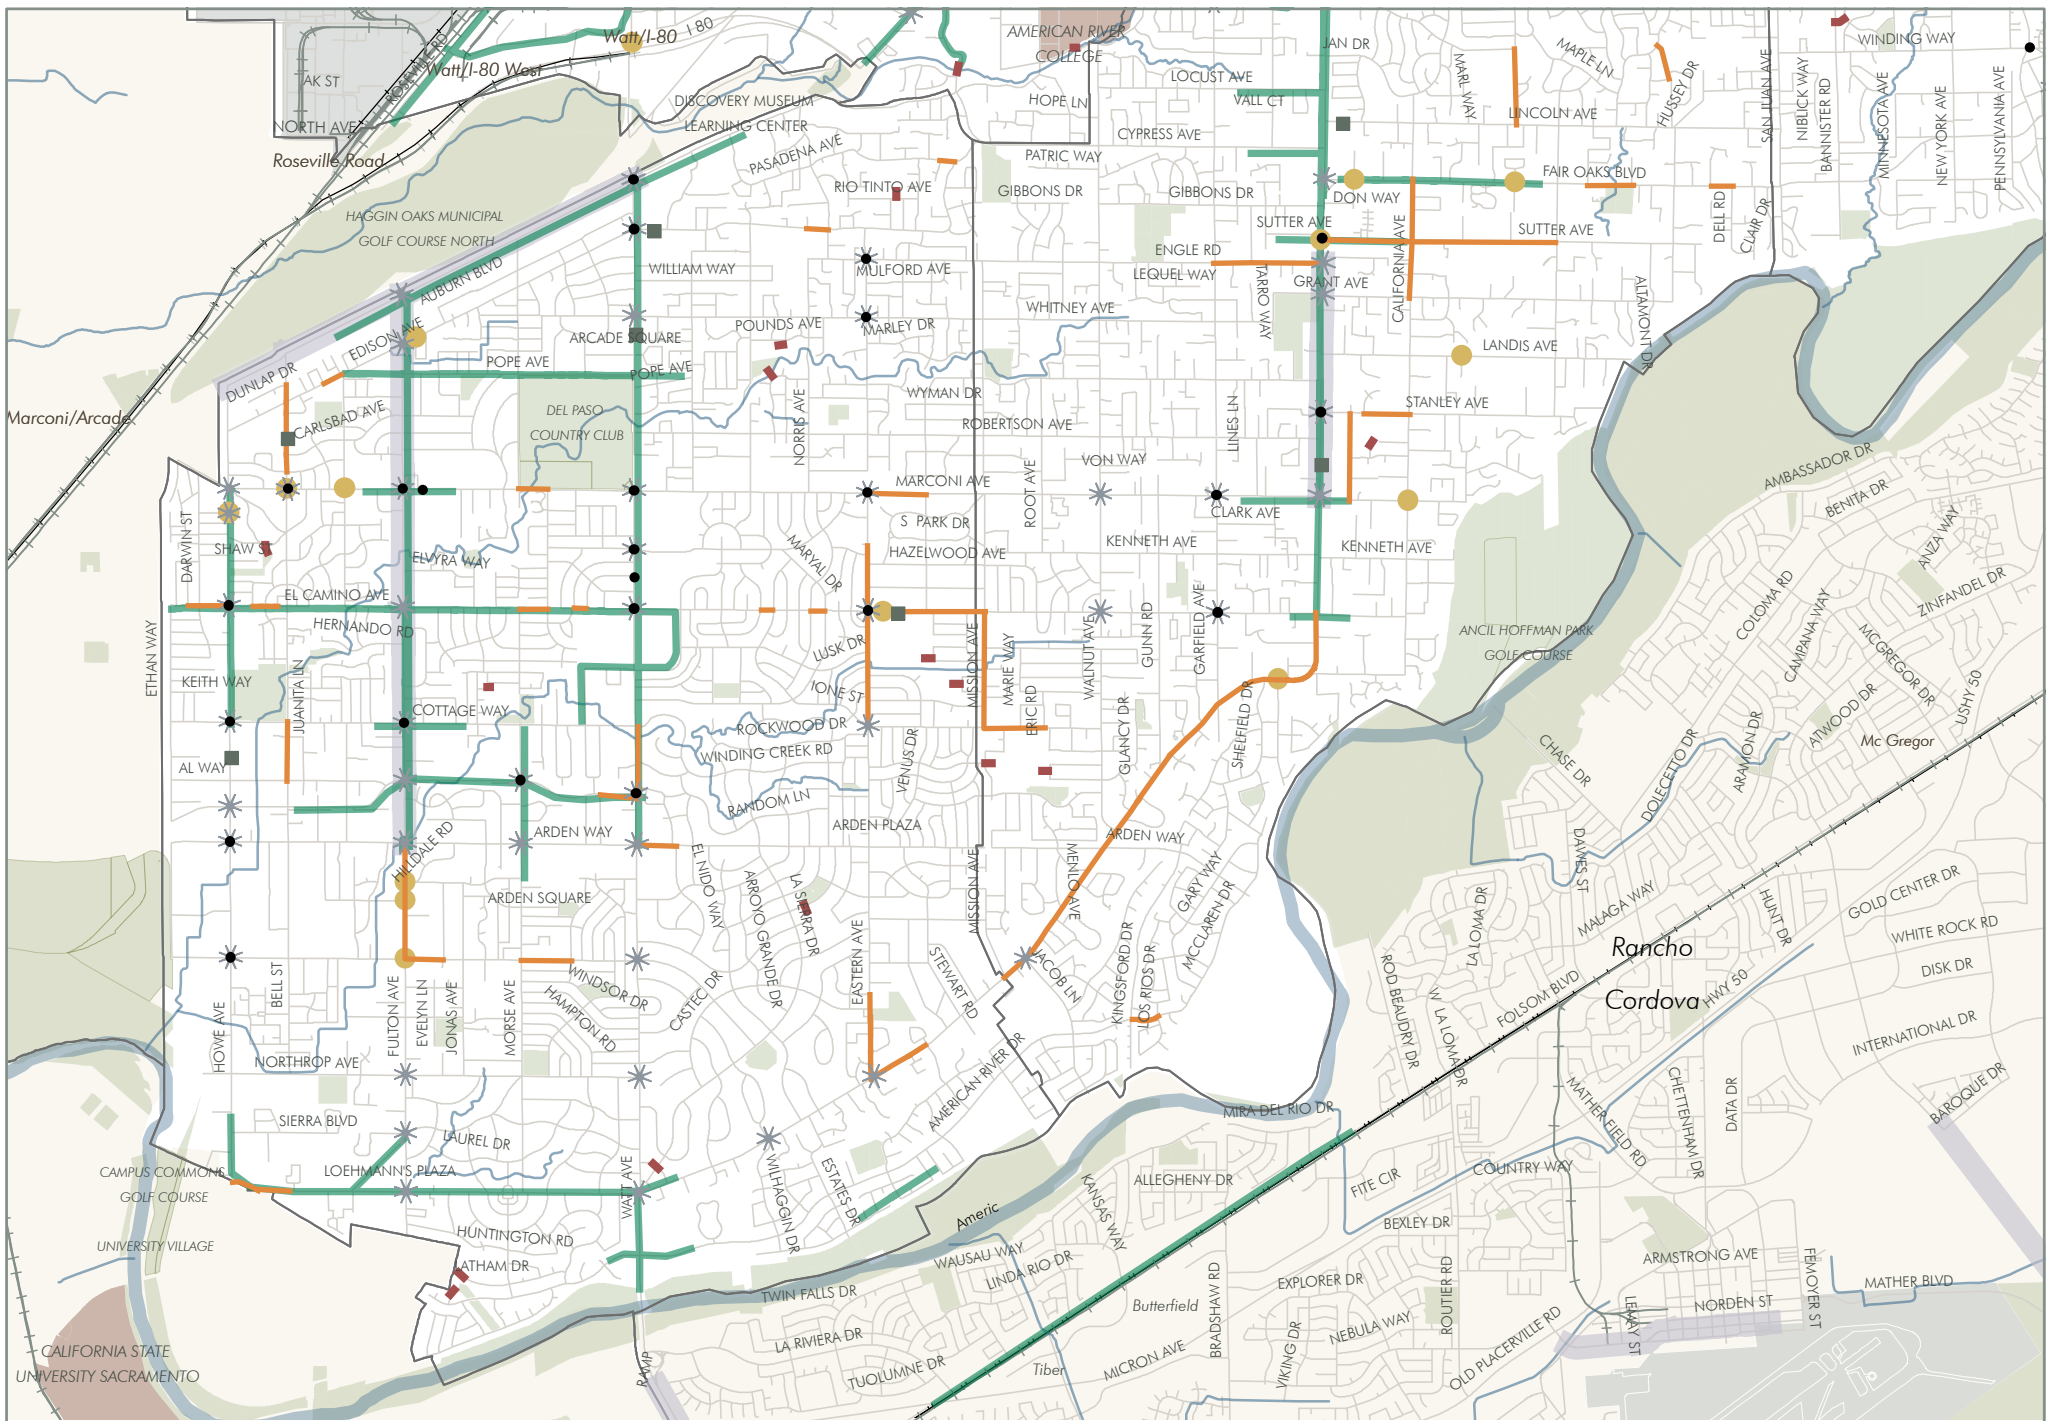 AMERICAN RIVER
COLLEGE
Watt/I-80
I-80
Watt/I-80 West
AK ST
ROSEVILLE RD
NORTH AVE
Roseville Road
DISCOVERY MUSEUM
LEARNING CENTER
HOPE LN
LOCUST AVE
VALL CT
CYPRESS AVE
JAN DR
MARL WAY
MAPLE LN
HUSSEY DR
LINCOLN AVE
SAN JUAN AVE
NIBLICK WAY
BANNISTER RD
WINDING WAY
MINNESOTA AVE
NEW YORK AVE
PENNSYLVANIA AVE
PASADENA AVE
RIO TINTO AVE
PATRIC WAY
GIBBONS DR
GIBBONS DR
FAIR OAKS BLVD
DON WAY
DELL RD
CLAIR DR
HAGGIN OAKS MUNICIPAL
GOLF COURSE NORTH
SUTTER AVE
SUTTER AVE
CALIFORNIA AVE
AUBURN BLVD
WILLIAM WAY
MULFORD AVE
ENGLE RD
LEQUEL WAY
TARRO WAY
GRANT AVE
ALTAMONT DR
WHITNEY AVE
EDISON AVE
ARCADE SQUARE
POUNDS AVE
MARLEY DR
LANDIS AVE
DUNLAP DR
POPE AVE
POPE AVE
WYMAN DR
STANLEY AVE
Marconi/Arcade
CARLSBAD AVE
DEL PASO
COUNTRY CLUB
NORRIS AVE
ROBERTSON AVE
LINES LN
VON WAY
ROOT AVE
AMBASSADOR DR
BENITA DR
MARCONI AVE
S PARK DR
CLARK AVE
DARWIN ST
SHAW ST
ELVYRA WAY
MARYAL DR
HAZELWOOD AVE
KENNETH AVE
KENNETH AVE
ANZA WAY
ZINFANDEL DR
EL CAMINO AVE
HERNANDO RD
COLOMA RD
CAMPANA WAY
MCGREGOR DR
ANCIL HOFFMAN PARK
GOLF COURSE
ETHAN WAY
KEITH WAY
JUANITA LN
LUSK DR
IONE ST
MISSION AVE
MARIE WAY
ERIC RD
WALNUT AVE
GUNN RD
GARFIELD AVE
GLANCY DR
SHELFIELD DR
COTTAGE WAY
ROCKWOOD DR
WINDING CREEK RD
VENUS DR
AL WAY
RANDOM LN
ATWOOD DR
USHY 50
Mc Gregor
CHASE DR
DOLCETTO DR
ARAMON DR
HILLDALE RD
ARDEN WAY
ARDEN PLAZA
ARDEN WAY
MENLO AVE
DAWES ST
ARDEN SQUARE
EL NIDO WAY
ARROYO GRANDE DR
LA SIERRA DR
MISSION AVE
GARY WAY
MCCLAREN DR
LA LOMA DR
MALAGA WAY
HUNT DR
GOLD CENTER DR
WHITE ROCK RD
DISK DR
Rancho
Cordova
BELL ST
WINDSOR DR
HAMPTON RD
CASTEC DR
EASTERN AVE
STEWART RD
JACOB LN
KINGSFORD DR
LOS RIOS DR
ROD BEAUDRY DR
W LA LOMA DR
FOLSOM BLVD
HWY 50
HOWE AVE
FULTON AVE
EVELYN LN
JONAS AVE
MORSE AVE
NORTHROP AVE
AMERICAN RIVER DR
MATHER FIELD RD
CHETTENHAM DR
DATA DR
INTERNATIONAL DR
BAROQUE DR
SIERRA BLVD
LAUREL DR
MIRA DEL RIO DR
CAMPUS COMMONS
GOLF COURSE
LOEHMANN'S PLAZA
WATT AVE
WILHAGGIN DR
ESTATES DR
Americ
KANSAS WAY
ALLEGHENY DR
FITE CIR
COUNTRY WAY
BEXLEY DR
UNIVERSITY VILLAGE
HUNTINGTON RD
ATHAM DR
WAUSAU WAY
LINDA RIO DR
TWIN FALLS DR
BRADSHAW RD
EXPLORER DR
ROUTIER RD
ARMSTRONG AVE
FEMOYER ST
MATHER BLVD
CALIFORNIA STATE
UNIVERSITY SACRAMENTO
RAMP
LA RIVIERA DR
TUOLUMNE DR
Butterfield
Tiber
MICRON AVE
VIKING DR
NEBULA WAY
OLD PLACERVILLE RD
LEMAY ST
NORDEN ST